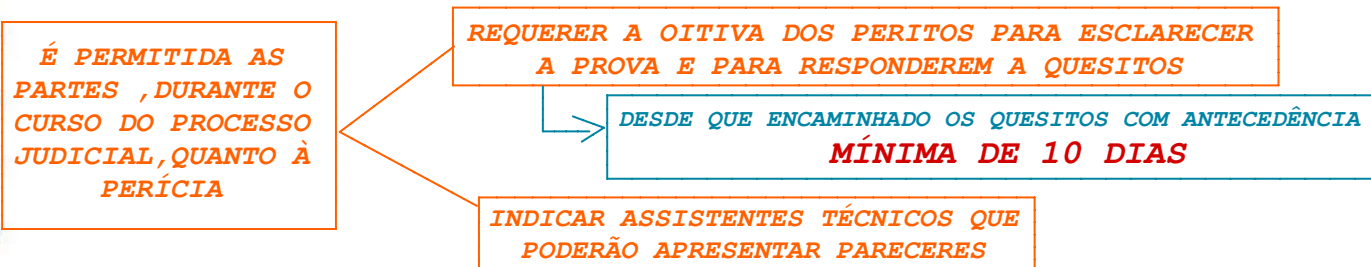 É PERMITIDA AS
PARTES ,DURANTE O
CURSO DO PROCESSO
JUDICIAL,QUANTO À
PERÍCIA
REQUERER A OITIVA DOS PERITOS PARA ESCLARECER
A PROVA E PARA RESPONDEREM A QUESITOS
DESDE QUE ENCAMINHADO OS QUESITOS COM ANTECEDÊNCIA
MÍNIMA DE 10 DIAS
INDICAR ASSISTENTES TÉCNICOS QUE
PODERÃO APRESENTAR PARECERES